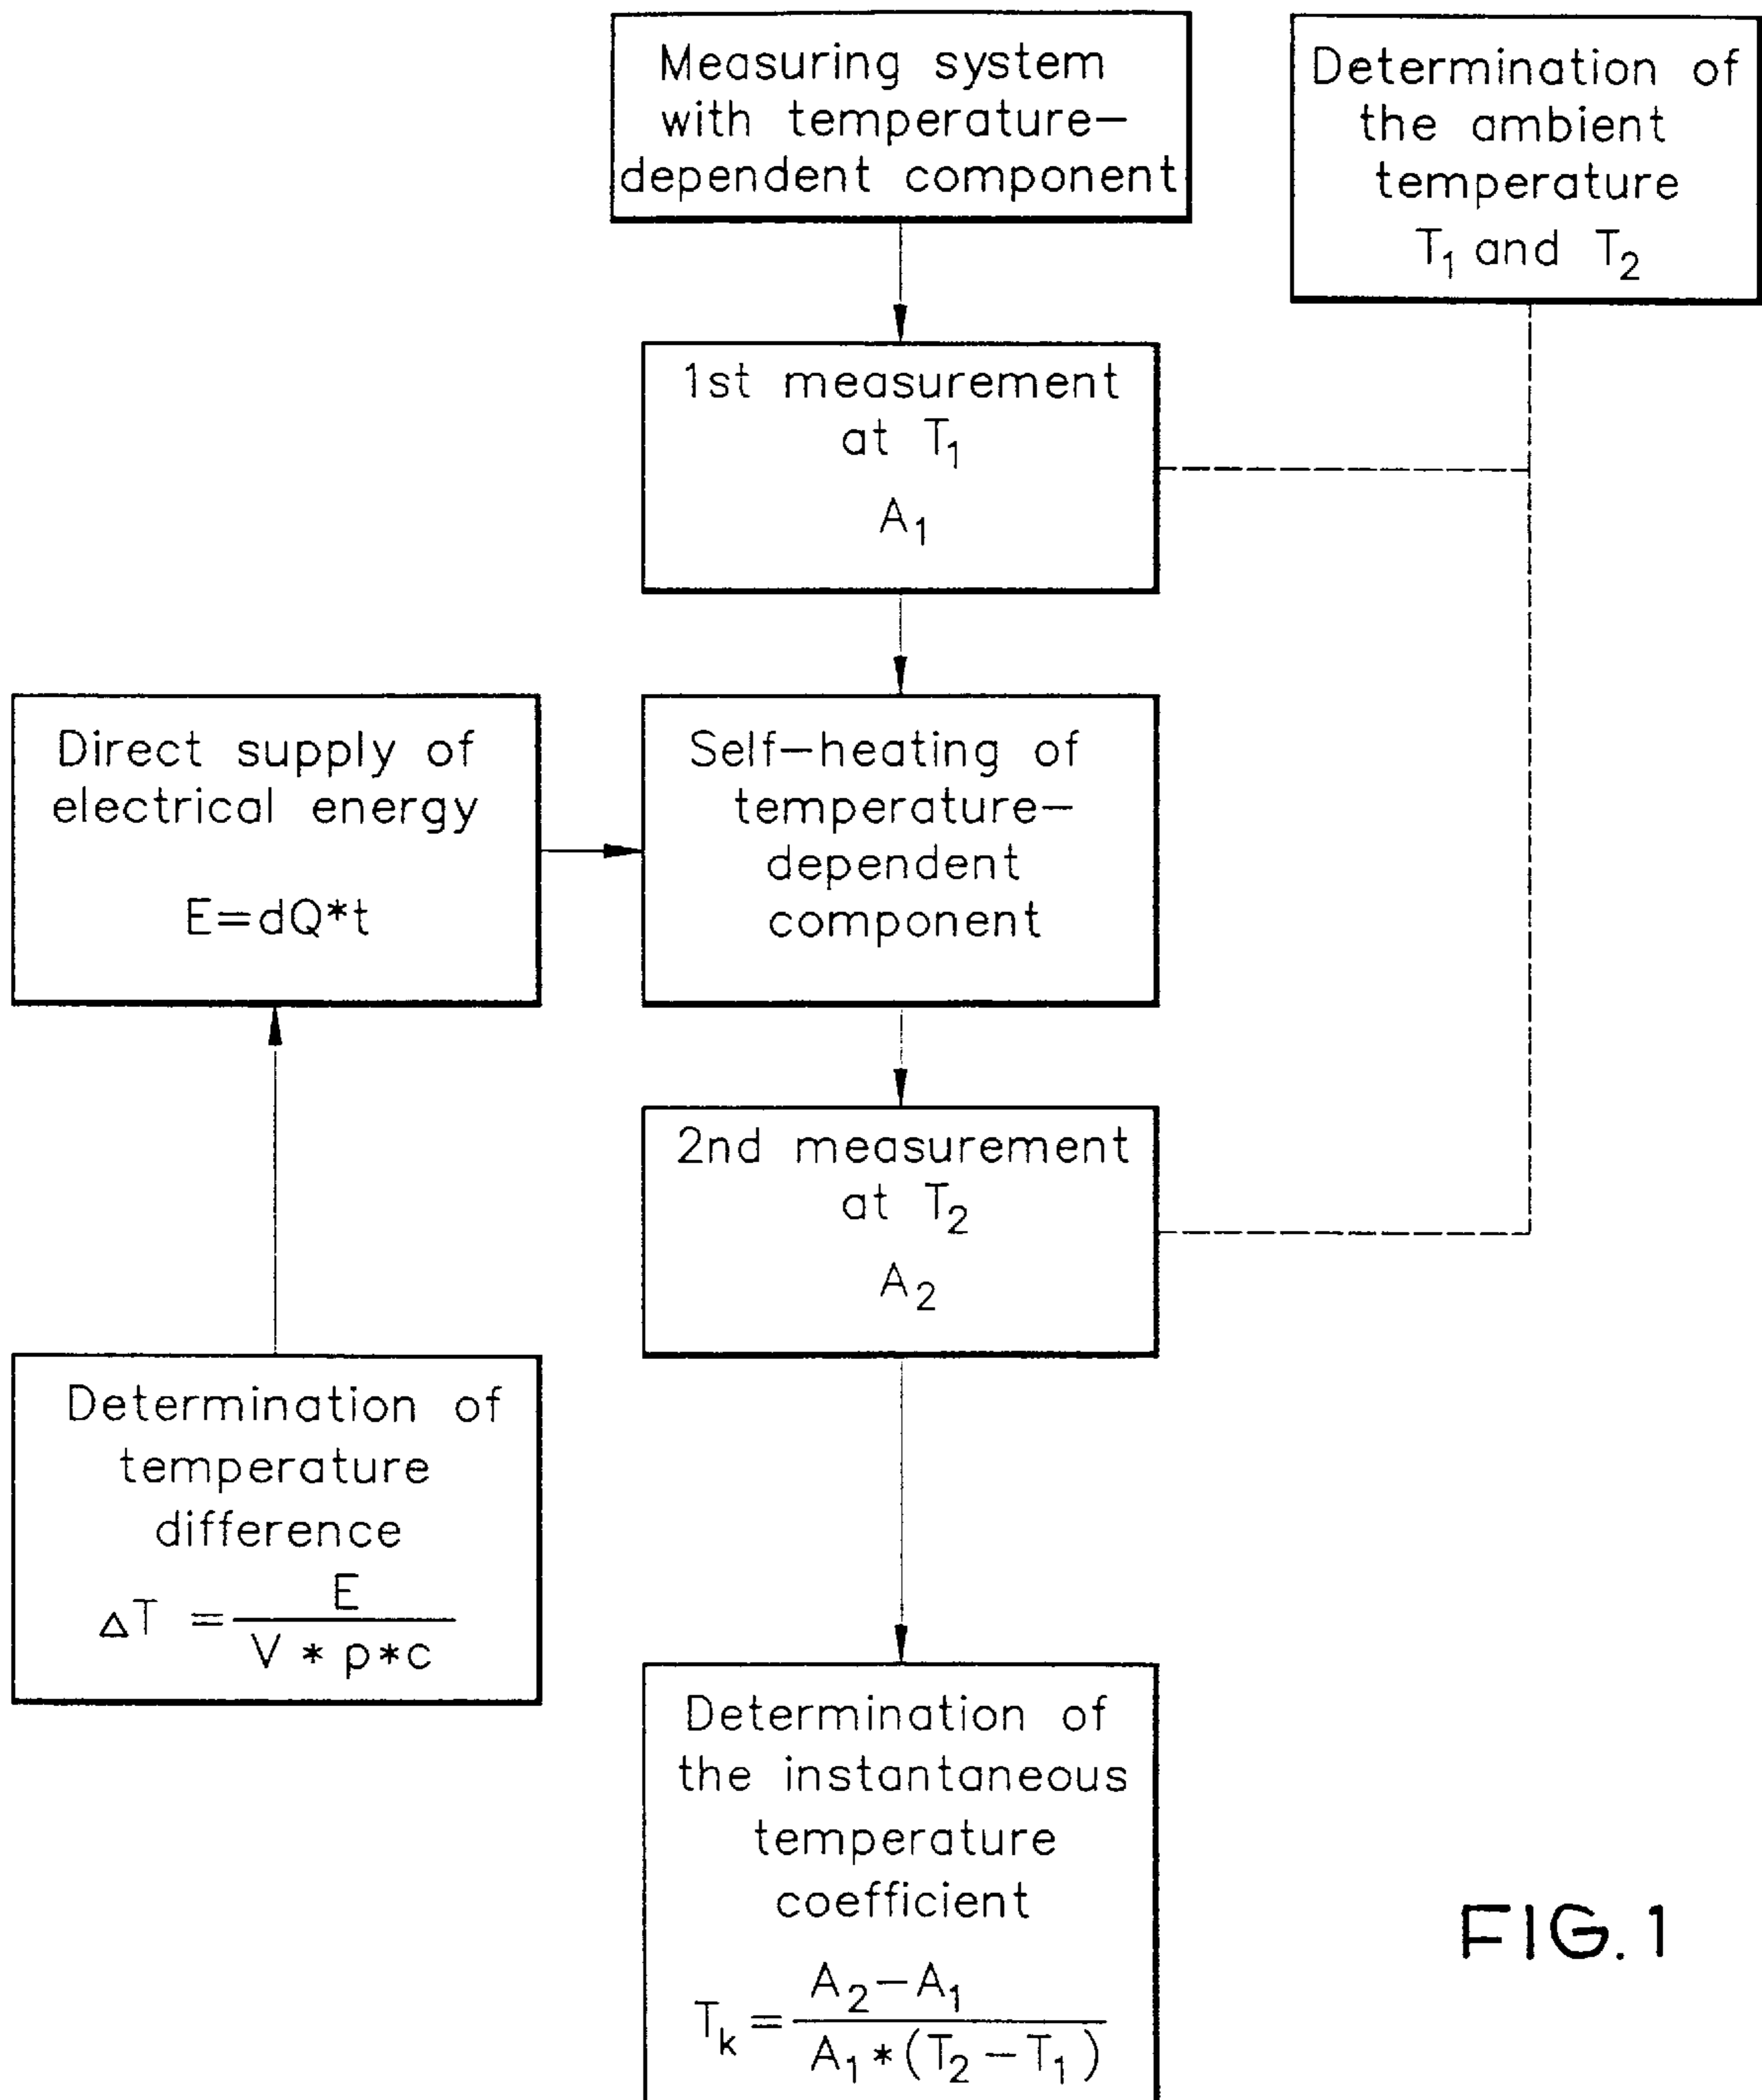 Measuring system
with temperature-
dependent component
Determination of
the ambient
temperature
T₁ and T₂
1st measurement
at T₁
A₁
Direct supply of
electrical energy
E=dQ*t
Self-heating of
temperature-
dependent
component
2nd measurement
at T₂
A₂
Determination of
temperature
difference
ΔT = E
V * p*c
Determination of
the instantaneous
temperature
coefficient
Tₖ = A₂-A₁
A₁*(T₂-T₁)
FIG.1